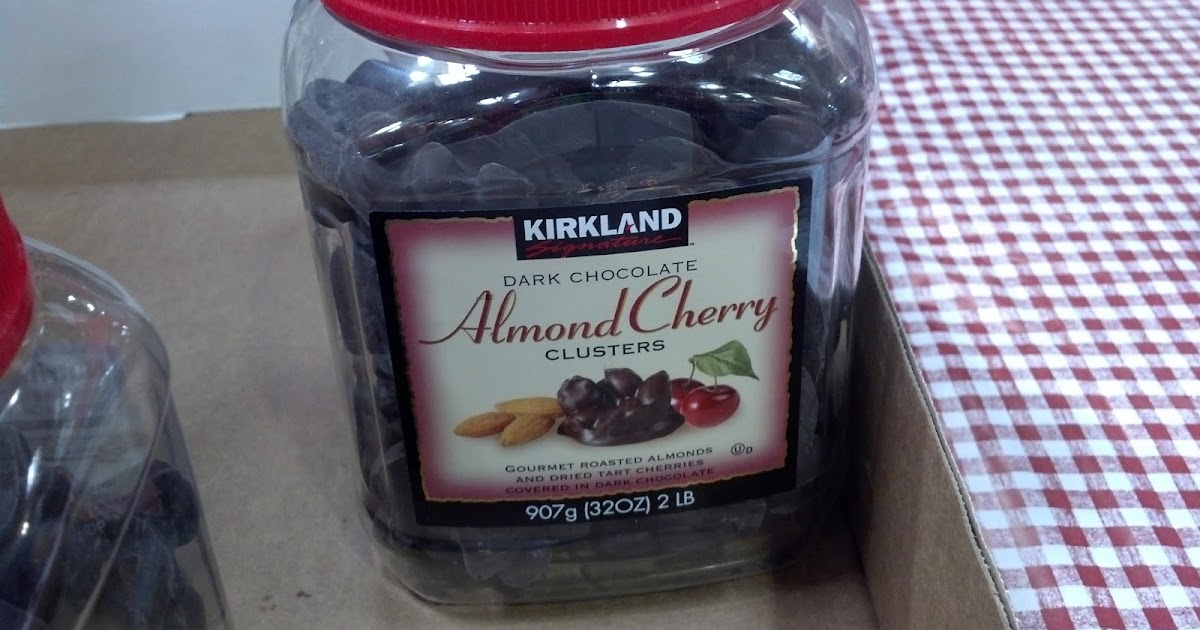 KIRKLAND
Signature™
DARK CHOCOLATE
Almond Cherry
CLUSTERS
GOURMET ROASTED ALMONDS
AND DRIED TART CHERRIES
COVERED IN DARK CHOCOLATE
Ⓤ D
907g (32OZ) 2 LB